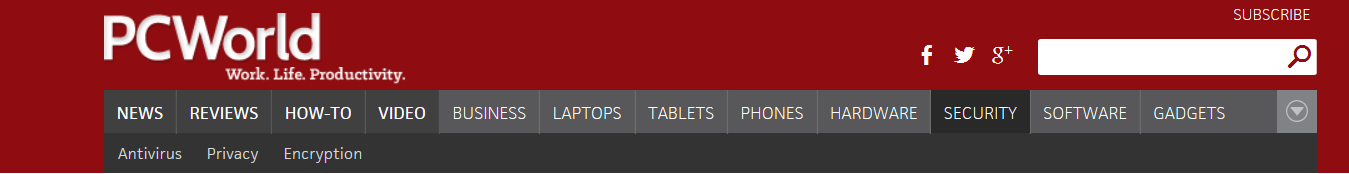 SUBSCRIBE
PCWorld
Work. Life. Productivity.
f g+
NEWS REVIEWS HOW-TO VIDEO BUSINESS LAPTOPS TABLETS PHONES HARDWARE SECURITY SOFTWARE GADGETS
Antivirus Privacy Encryption